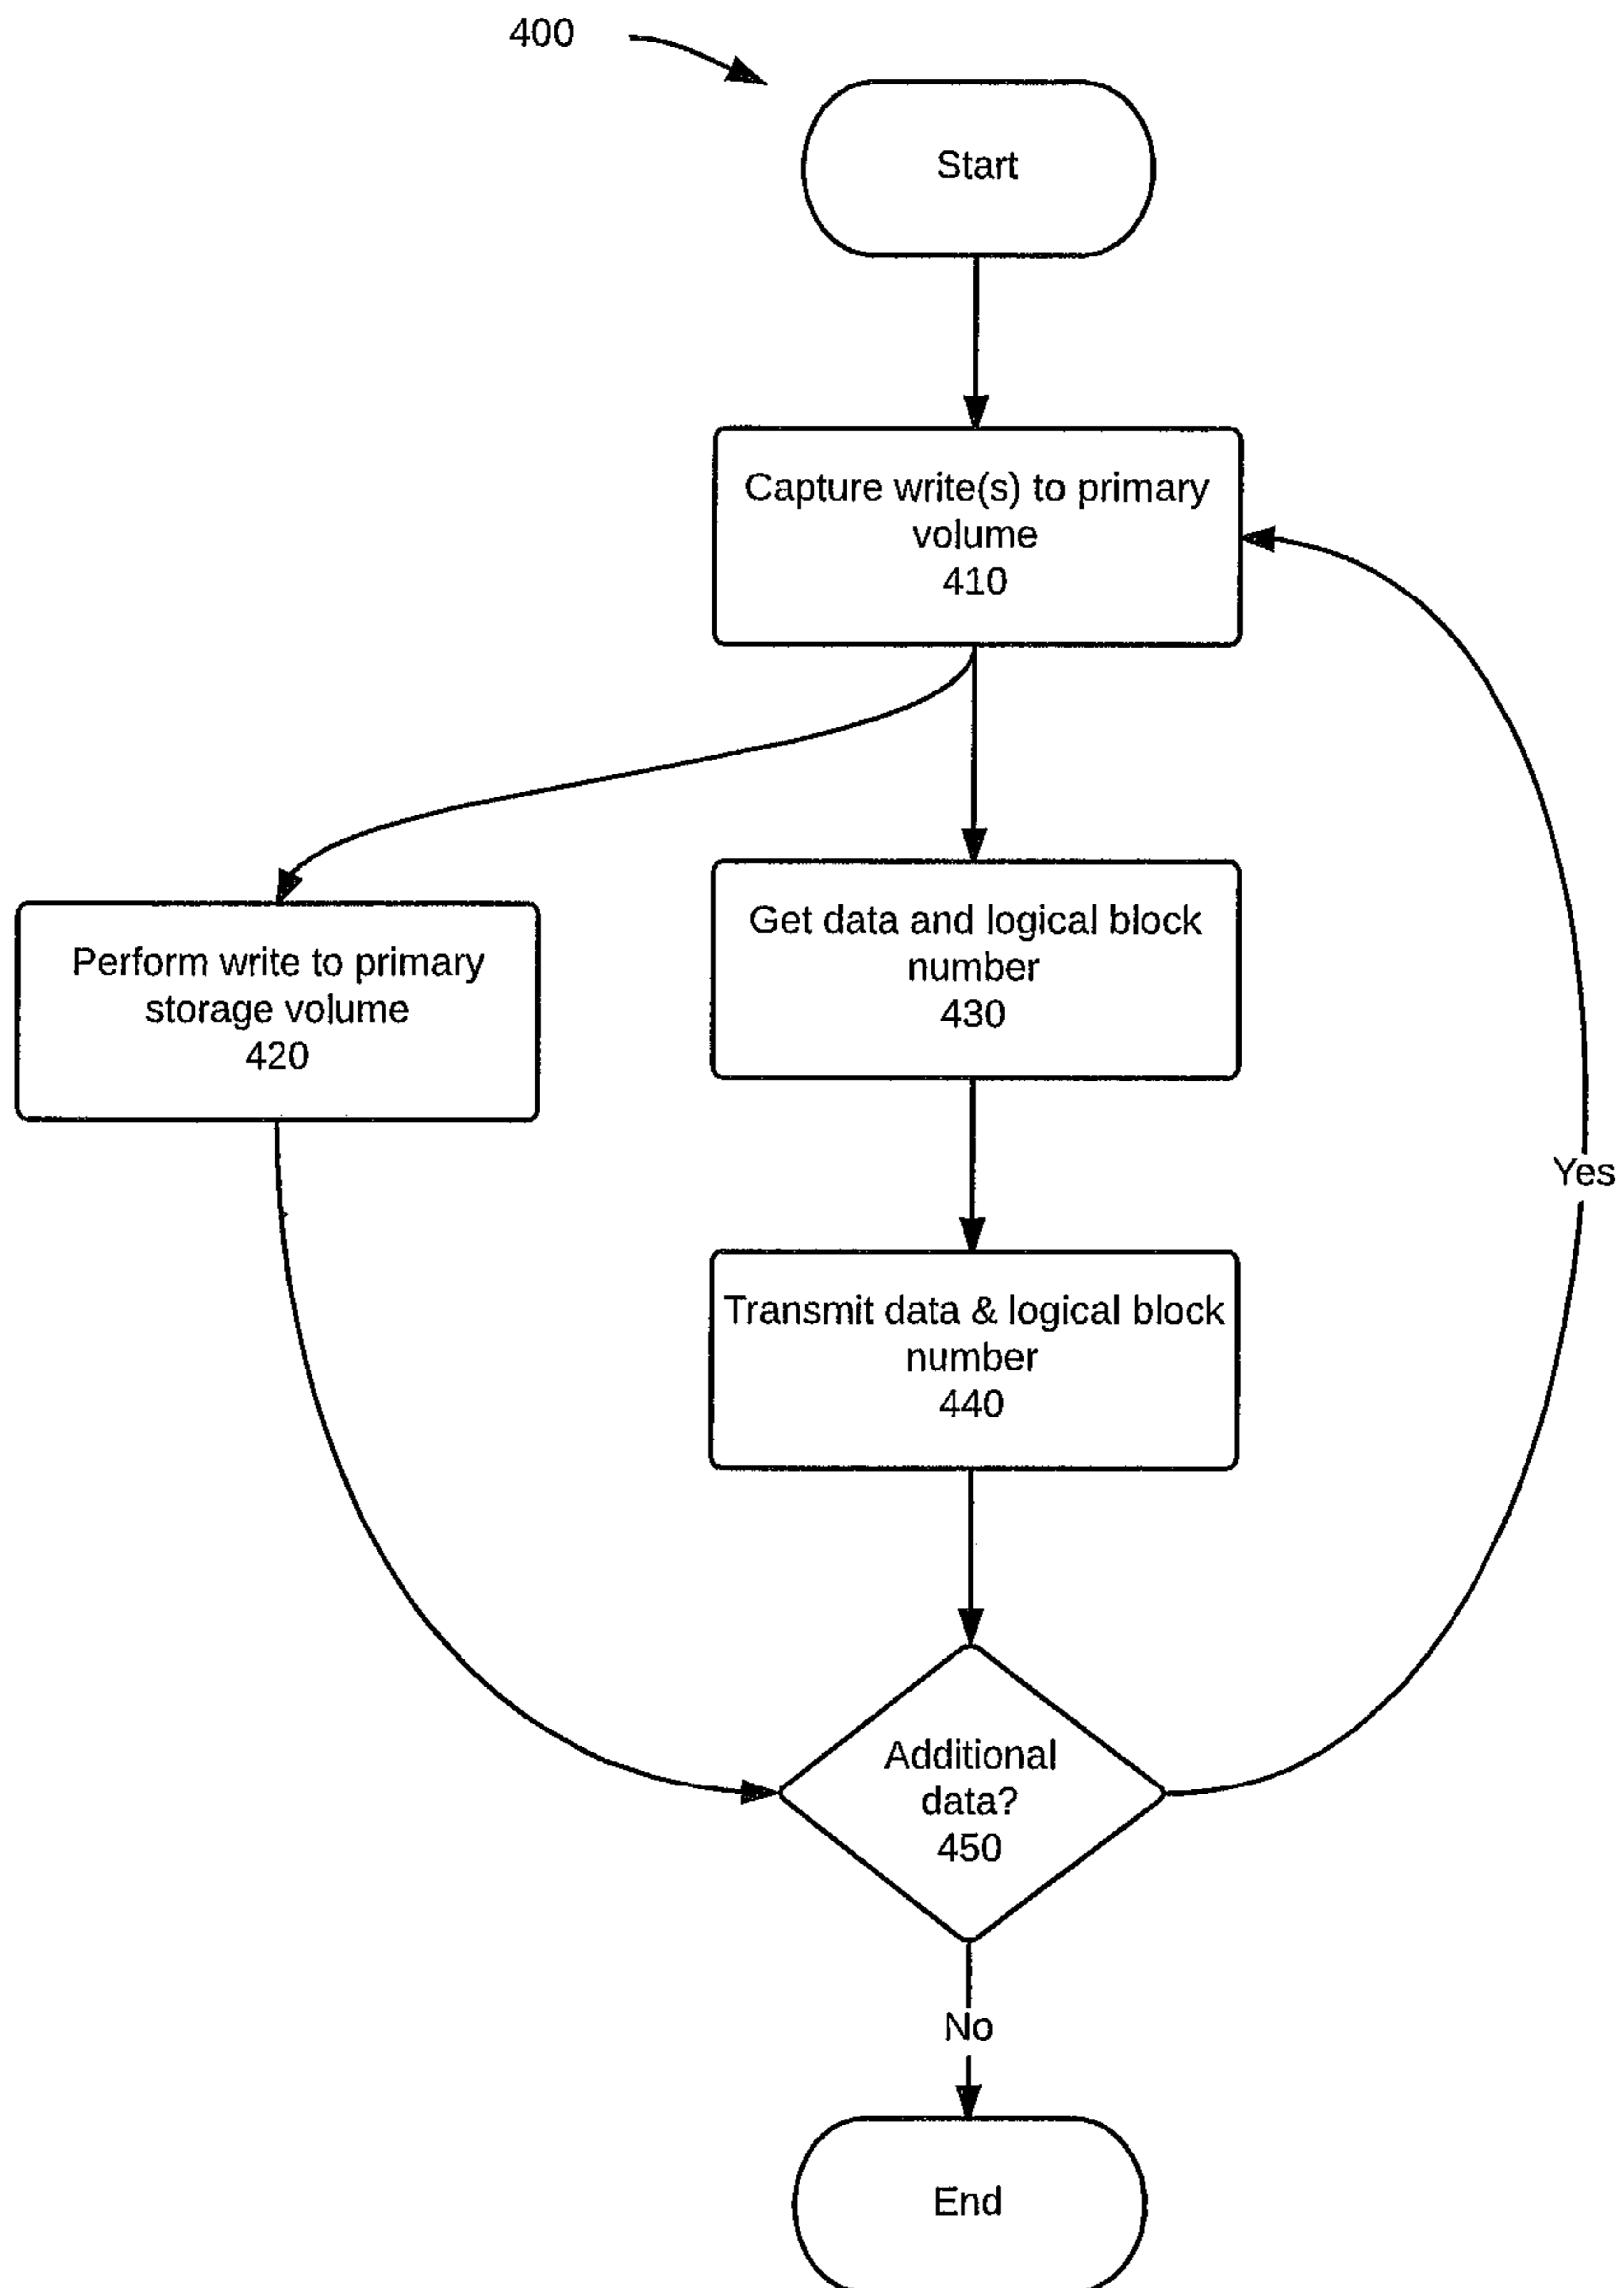 400
Start
Capture write(s) to primary
volume
410
Perform write to primary
storage volume
420
Get data and logical block
number
430
Transmit data & logical block
number
440
Yes
Additional
data?
450
No
End